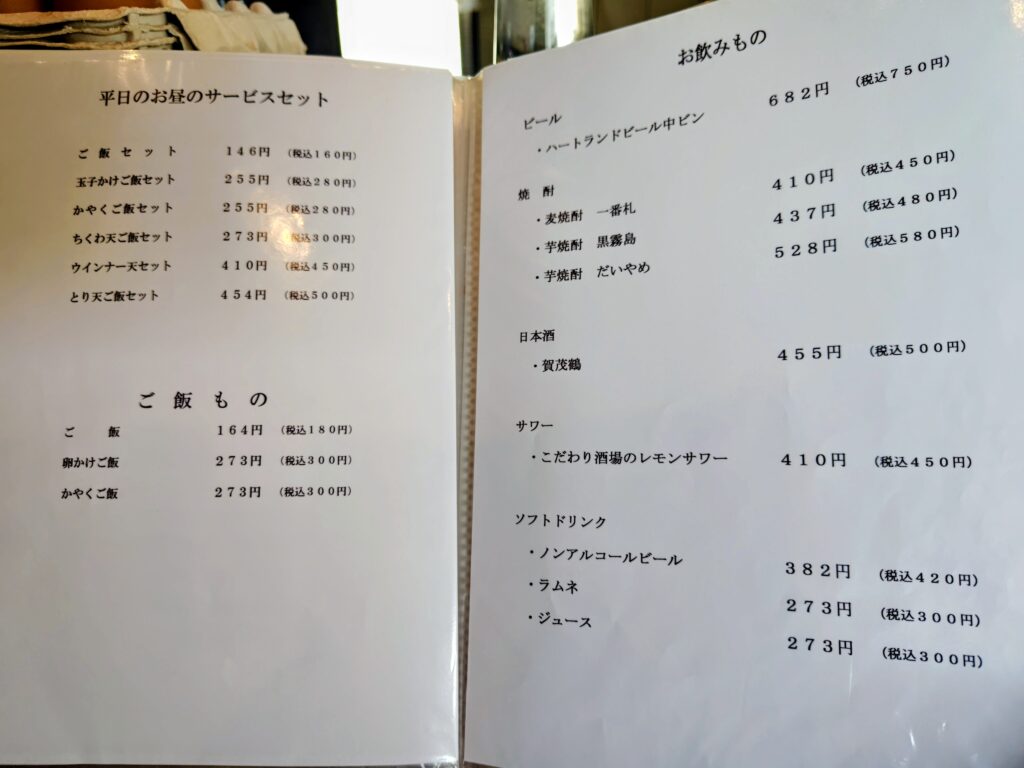 平日のお昼のサービスセット
ご飯セット 146円 (税込160円)
玉子かけご飯セット 255円 (税込280円)
かやくご飯セット 255円 (税込280円)
ちくわ天ご飯セット 273円 (税込300円)
ウインナー天セット 410円 (税込450円)
とり天ご飯セット 454円 (税込500円)
ご飯もの
ご飯 164円 (税込180円)
卵かけご飯 273円 (税込300円)
かやくご飯 273円 (税込300円)
お飲みもの
ビール
・ハートランドビール中ビン 682円 (税込750円)
焼酎
・麦焼酎 一番札 410円 (税込450円)
・芋焼酎 黒霧島 437円 (税込480円)
・芋焼酎 だいやめ 528円 (税込580円)
日本酒
・賀茂鶴 455円 (税込500円)
サワー
・こだわり酒場のレモンサワー 410円 (税込450円)
ソフトドリンク
・ノンアルコールビール 382円 (税込420円)
・ラムネ 273円 (税込300円)
・ジュース 273円 (税込300円)